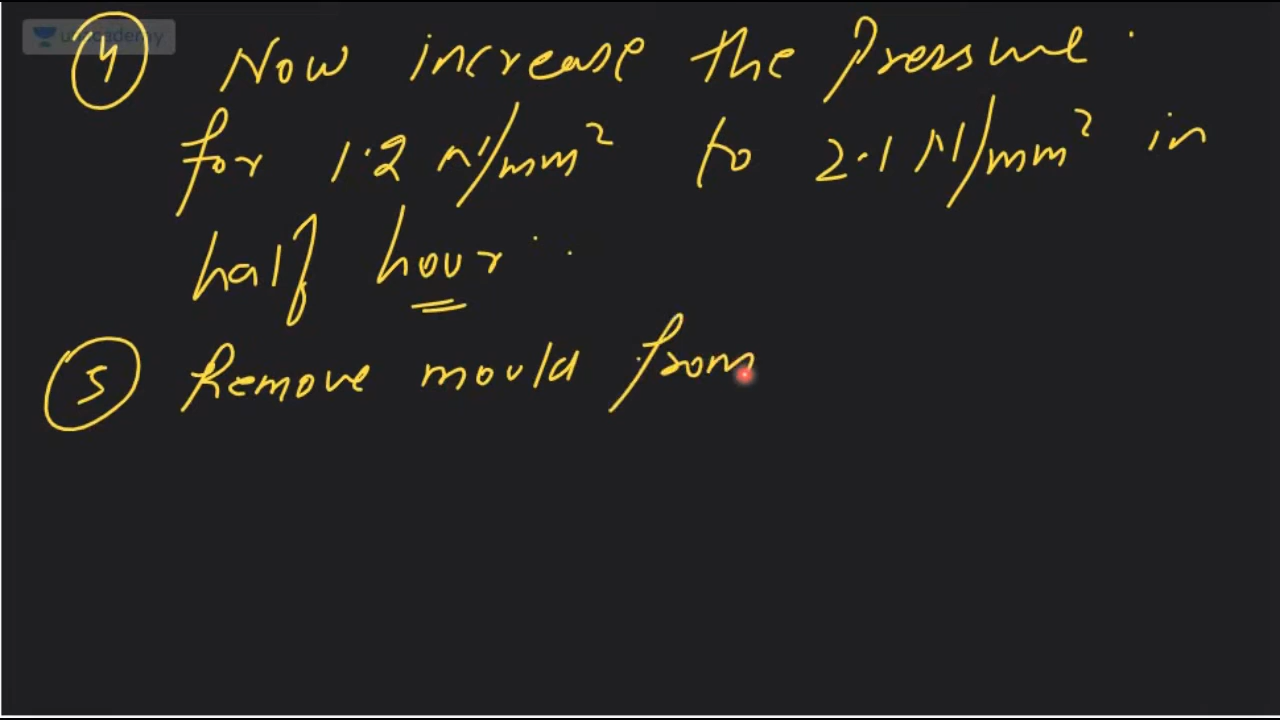 unacademy
4 Now increase the Pressure
for 1.2 N/mm² to 2.1 N/mm² in
half hour
5 Remove mould from